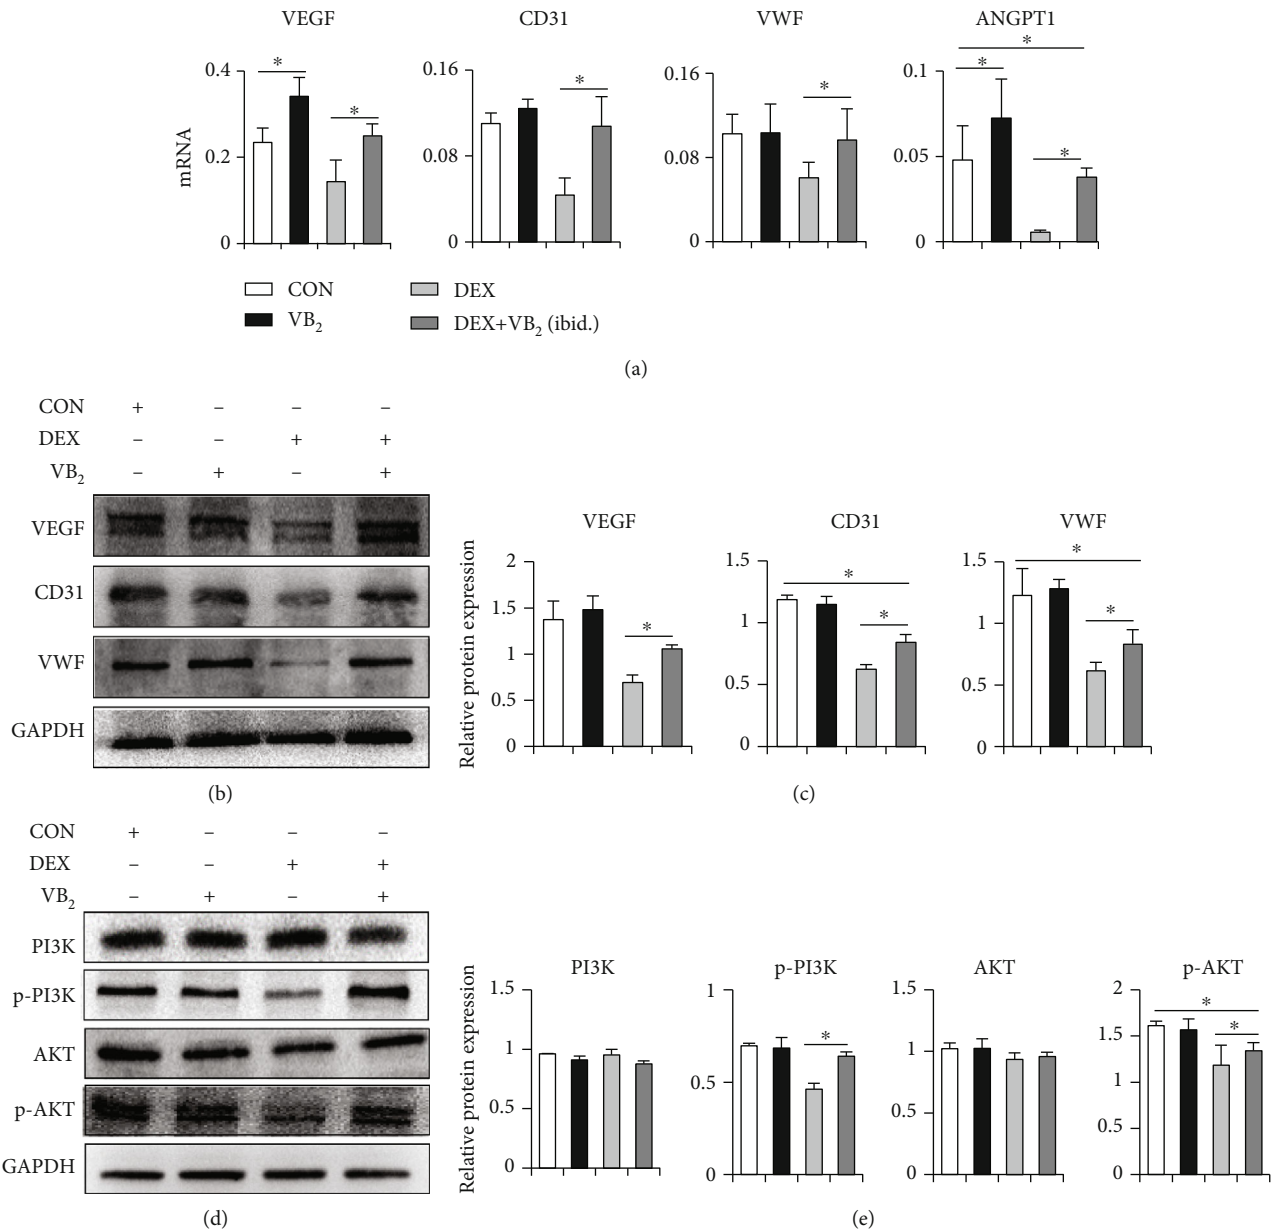 VEGF CD31 VWF ANGPT1
* * * * * * *
0.4 0.16 0.16 0.1
mRNA
0.2 0.08 0.08 0.05
0 0 0 0
CON DEX
VB2 DEX+VB2 (ibid.)
(a)
CON + – – –
DEX – – + +
VB2 – + – +
VEGF
CD31
VWF
GAPDH
(b)
VEGF CD31 VWF
Relative protein expression
2 1.5 1.5
* * * * *
1.5 1 1
1 0.5 0.5
0.5
0 0 0
(c)
CON + – – –
DEX – – + +
VB2 – + – +
PI3K
p-PI3K
AKT
p-AKT
GAPDH
(d)
PI3K p-PI3K AKT p-AKT
Relative protein expression
1.5 1 1.5 2
* * *
1 0.5 1 1.5
0.5 0.5 1
0.5
0 0 0 0
(e)